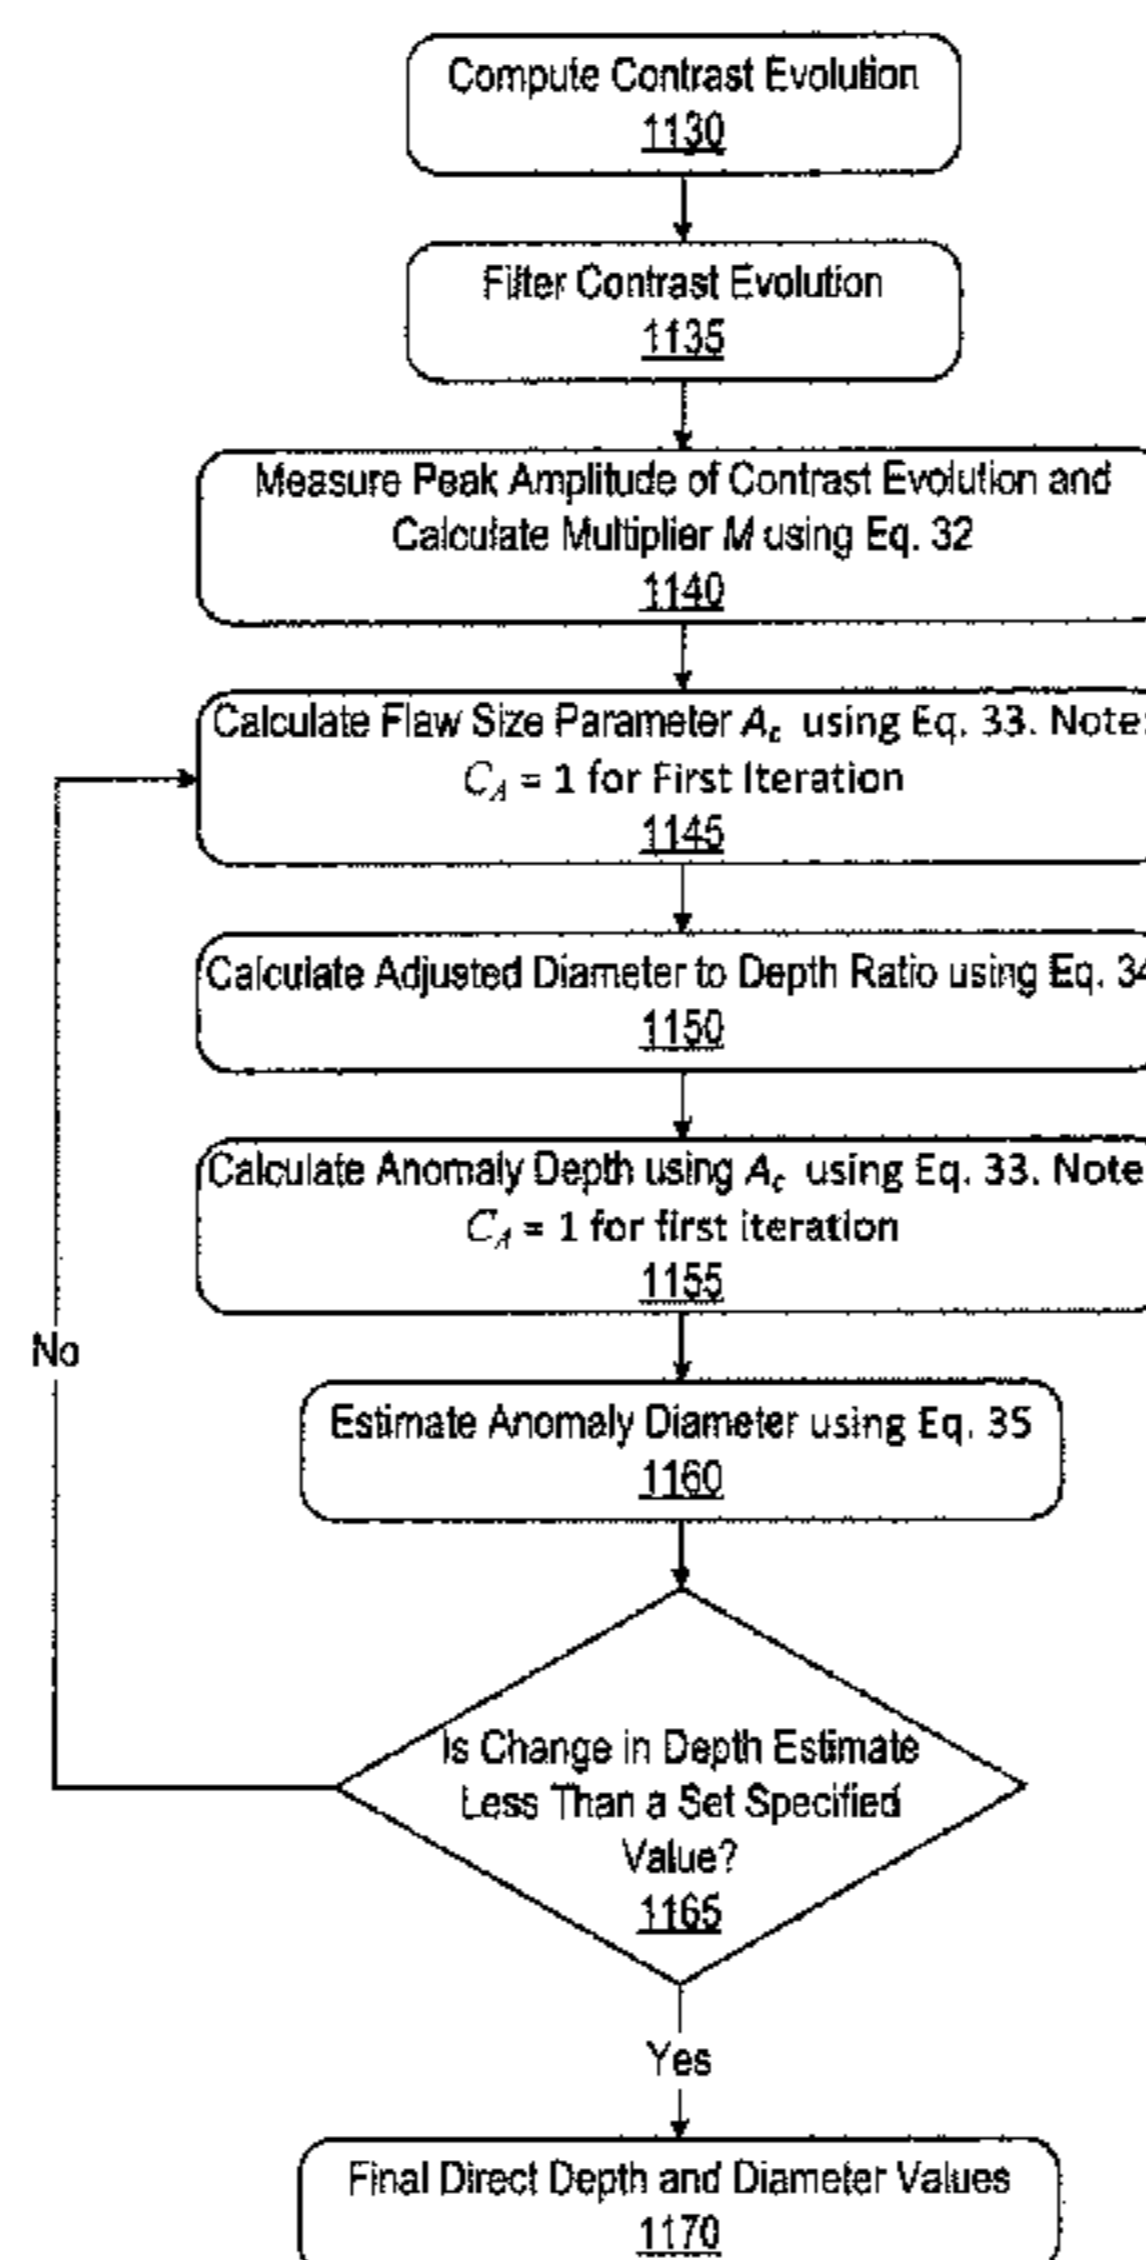 Compute Contrast Evolution
1130
Filter Contrast Evolution
1135
Measure Peak Amplitude of Contrast Evolution and
Calculate Multiplier M using Eq. 32
1140
Calculate Flaw Size Parameter A_c using Eq. 33. Note:
C_A = 1 for First Iteration
1145
Calculate Adjusted Diameter to Depth Ratio using Eq. 34
1150
Calculate Anomaly Depth using A_c using Eq. 33. Note
C_A = 1 for first iteration
1155
No
Estimate Anomaly Diameter using Eq. 35
1160
Is Change in Depth Estimate
Less Than a Set Specified
Value?
1165
Yes
Final Direct Depth and Diameter Values
1170